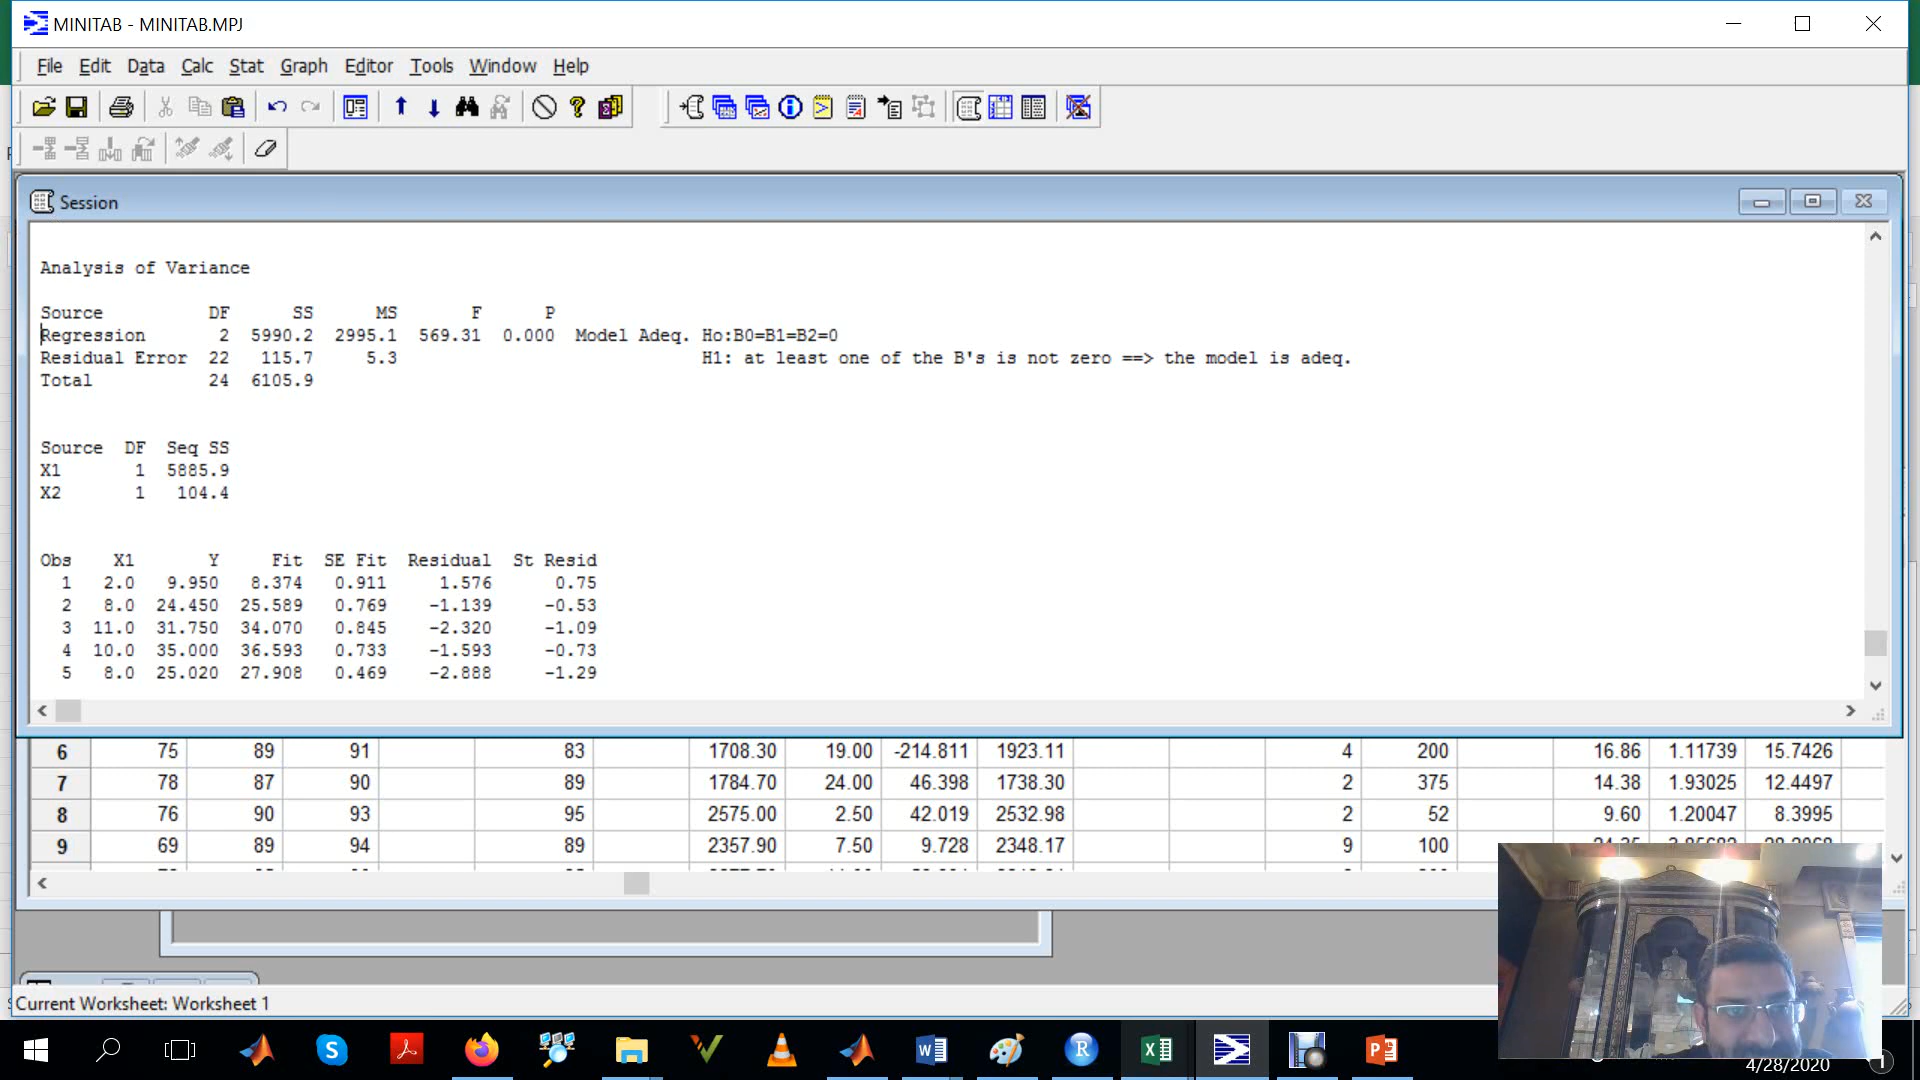 MINITAB - MINITAB.MPJ
File Edit Data Calc Stat Graph Editor Tools Window Help
Session
Analysis of Variance
Source DF SS MS F P
Regression 2 5990.2 2995.1 569.31 0.000 Model Adeq. Ho:B0=B1=B2=0
Residual Error 22 115.7 5.3 H1: at least one of the B's is not zero ==> the model is adeq.
Total 24 6105.9
Source DF Seq SS
X1 1 5885.9
X2 1 104.4
Obs X1 Y Fit SE Fit Residual St Resid
1 2.0 9.950 8.374 0.911 1.576 0.75
2 8.0 24.450 25.589 0.769 -1.139 -0.53
3 11.0 31.750 34.070 0.845 -2.320 -1.09
4 10.0 35.000 36.593 0.733 -1.593 -0.73
5 8.0 25.020 27.908 0.469 -2.888 -1.29
6 75 89 91 83 1708.30 19.00 -214.811 1923.11 4 200 16.86 1.11739 15.7426
7 78 87 90 89 1784.70 24.00 46.398 1738.30 2 375 14.38 1.93025 12.4497
8 76 90 93 95 2575.00 2.50 42.019 2532.98 2 52 9.60 1.20047 8.3995
9 69 89 94 89 2357.90 7.50 9.728 2348.17 9 100
Current Worksheet: Worksheet 1
4/28/2020